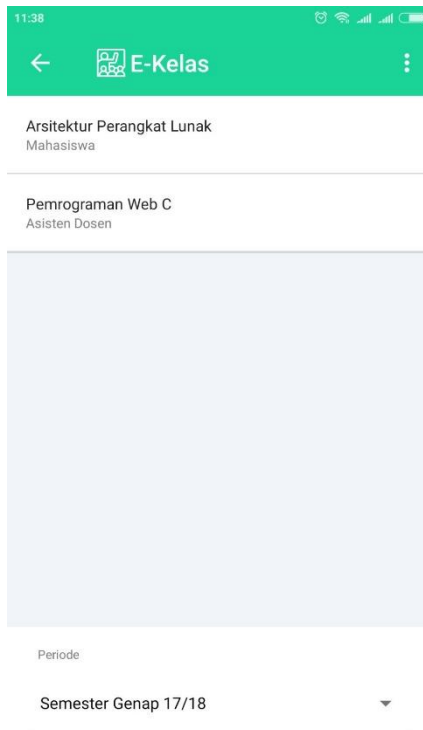 11:38
E-Kelas
Arsitektur Perangkat Lunak
Mahasiswa
Pemrograman Web C
Asisten Dosen
Periode
Semester Genap 17/18